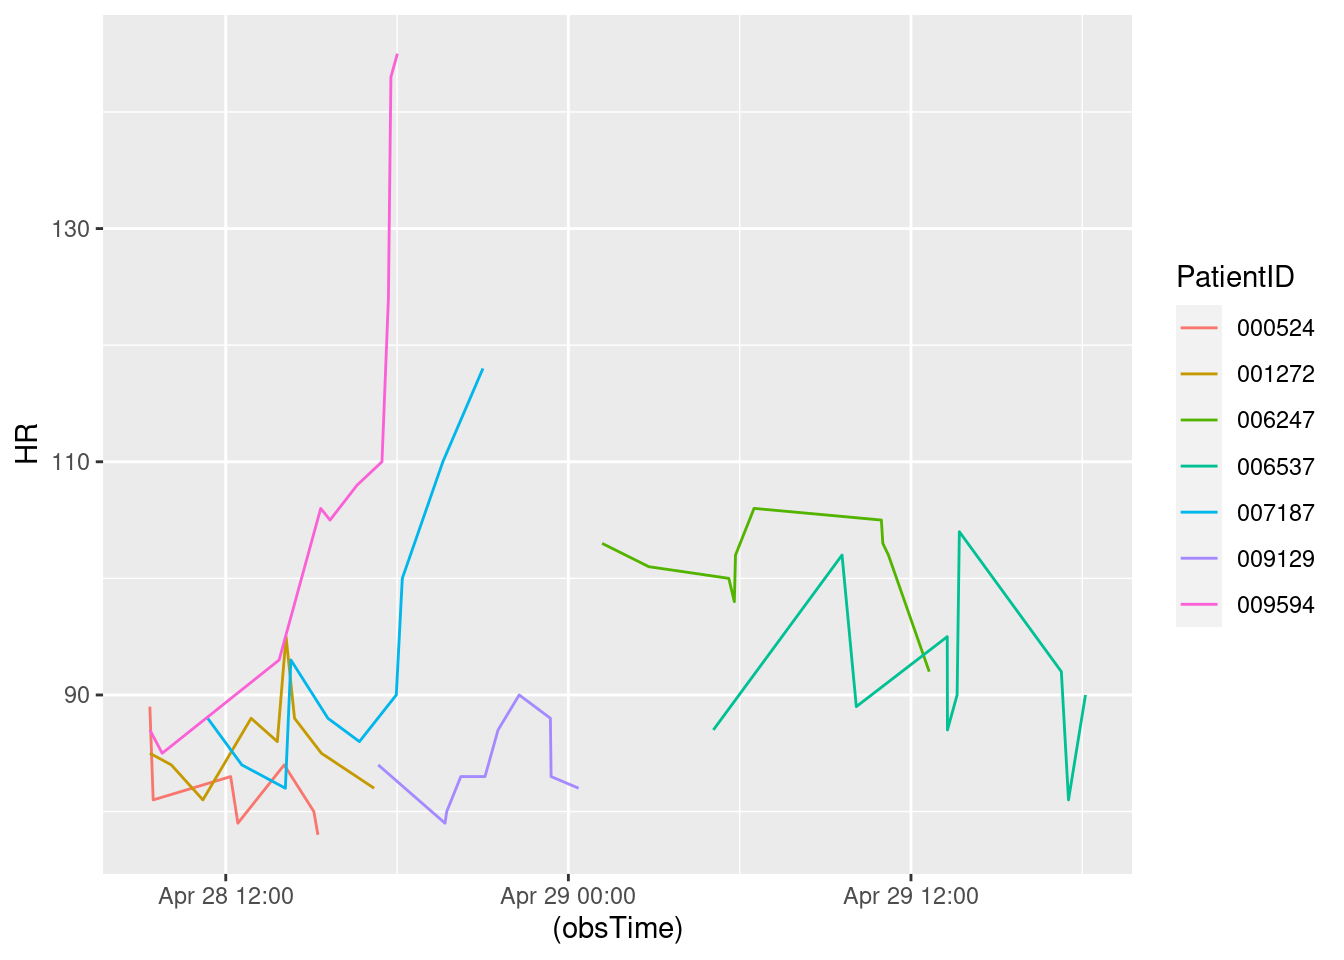 130
110
90
HR
Apr 28 12:00
Apr 29 00:00
Apr 29 12:00
(obsTime)
PatientID
000524
001272
006247
006537
007187
009129
009594